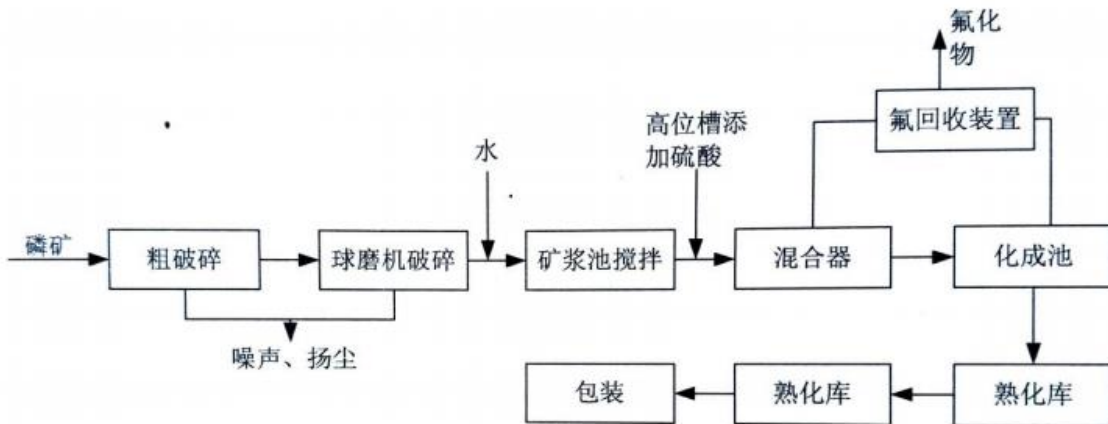 氟化
物
氟回收装置
高位槽添
加硫酸
水
磷矿
粗破碎
球磨机破碎
矿浆池搅拌
混合器
化成池
噪声、扬尘
包装
熟化库
熟化库